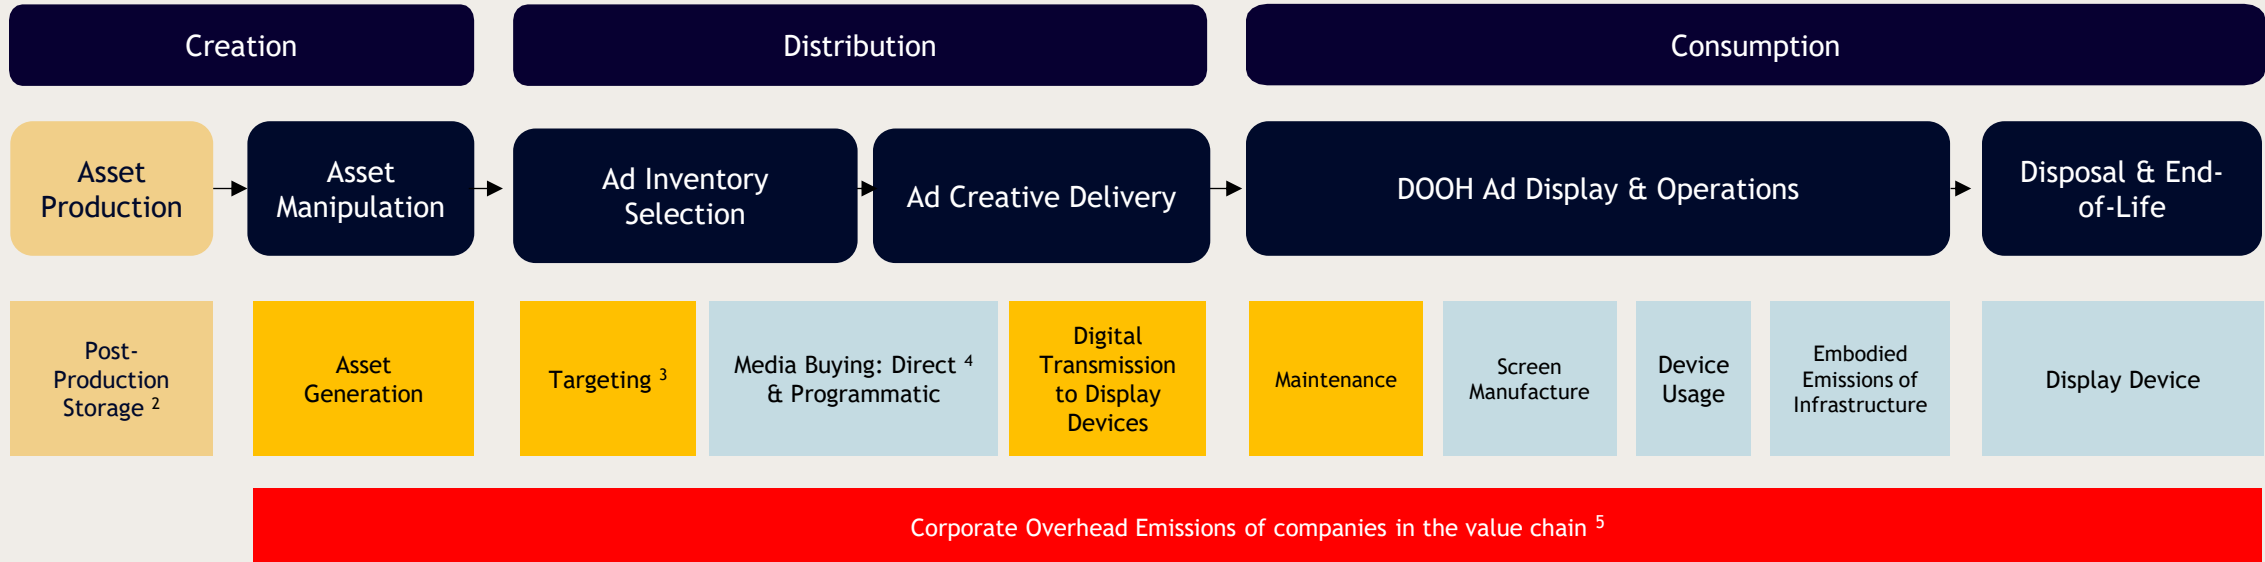 Creation
Distribution
Consumption
Asset
Production
Asset
Manipulation
Ad Inventory
Selection
Ad Creative Delivery
DOOH Ad Display & Operations
Disposal & End-
of-Life
Post-
Production
Storage 2
Asset
Generation
Targeting 3
Media Buying: Direct 4
& Programmatic
Digital
Transmission
to Display
Devices
Maintenance
Screen
Manufacture
Device
Usage
Embodied
Emissions of
Infrastructure
Display Device
Corporate Overhead Emissions of companies in the value chain 5